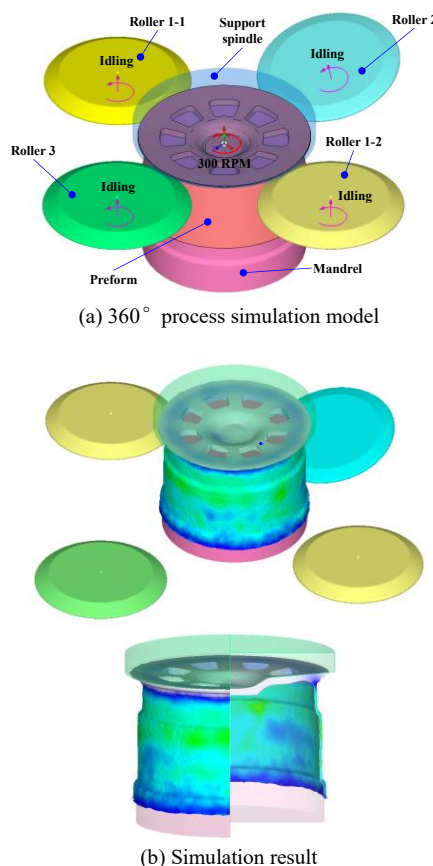 Roller 1-1
Support
spindle
Roller 2
Idling
Idling
Roller 3
Idling
300 RPM
Roller 1-2
Idling
Preform
Mandrel
(a) 360° process simulation model
(b) Simulation result